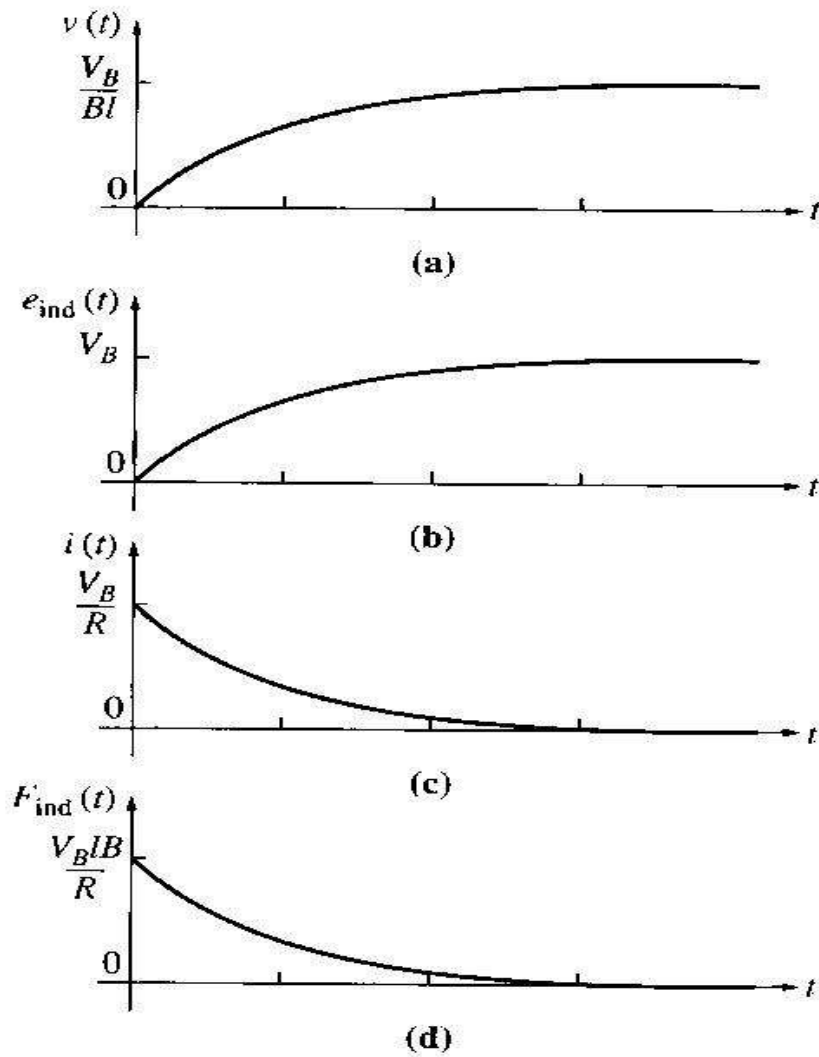 v (t)
V_B
Bl
0
t
(a)
e_ind (t)
V_B
0
t
(b)
i (t)
V_B
R
0
t
(c)
F_ind (t)
V_B lB
R
0
t
(d)